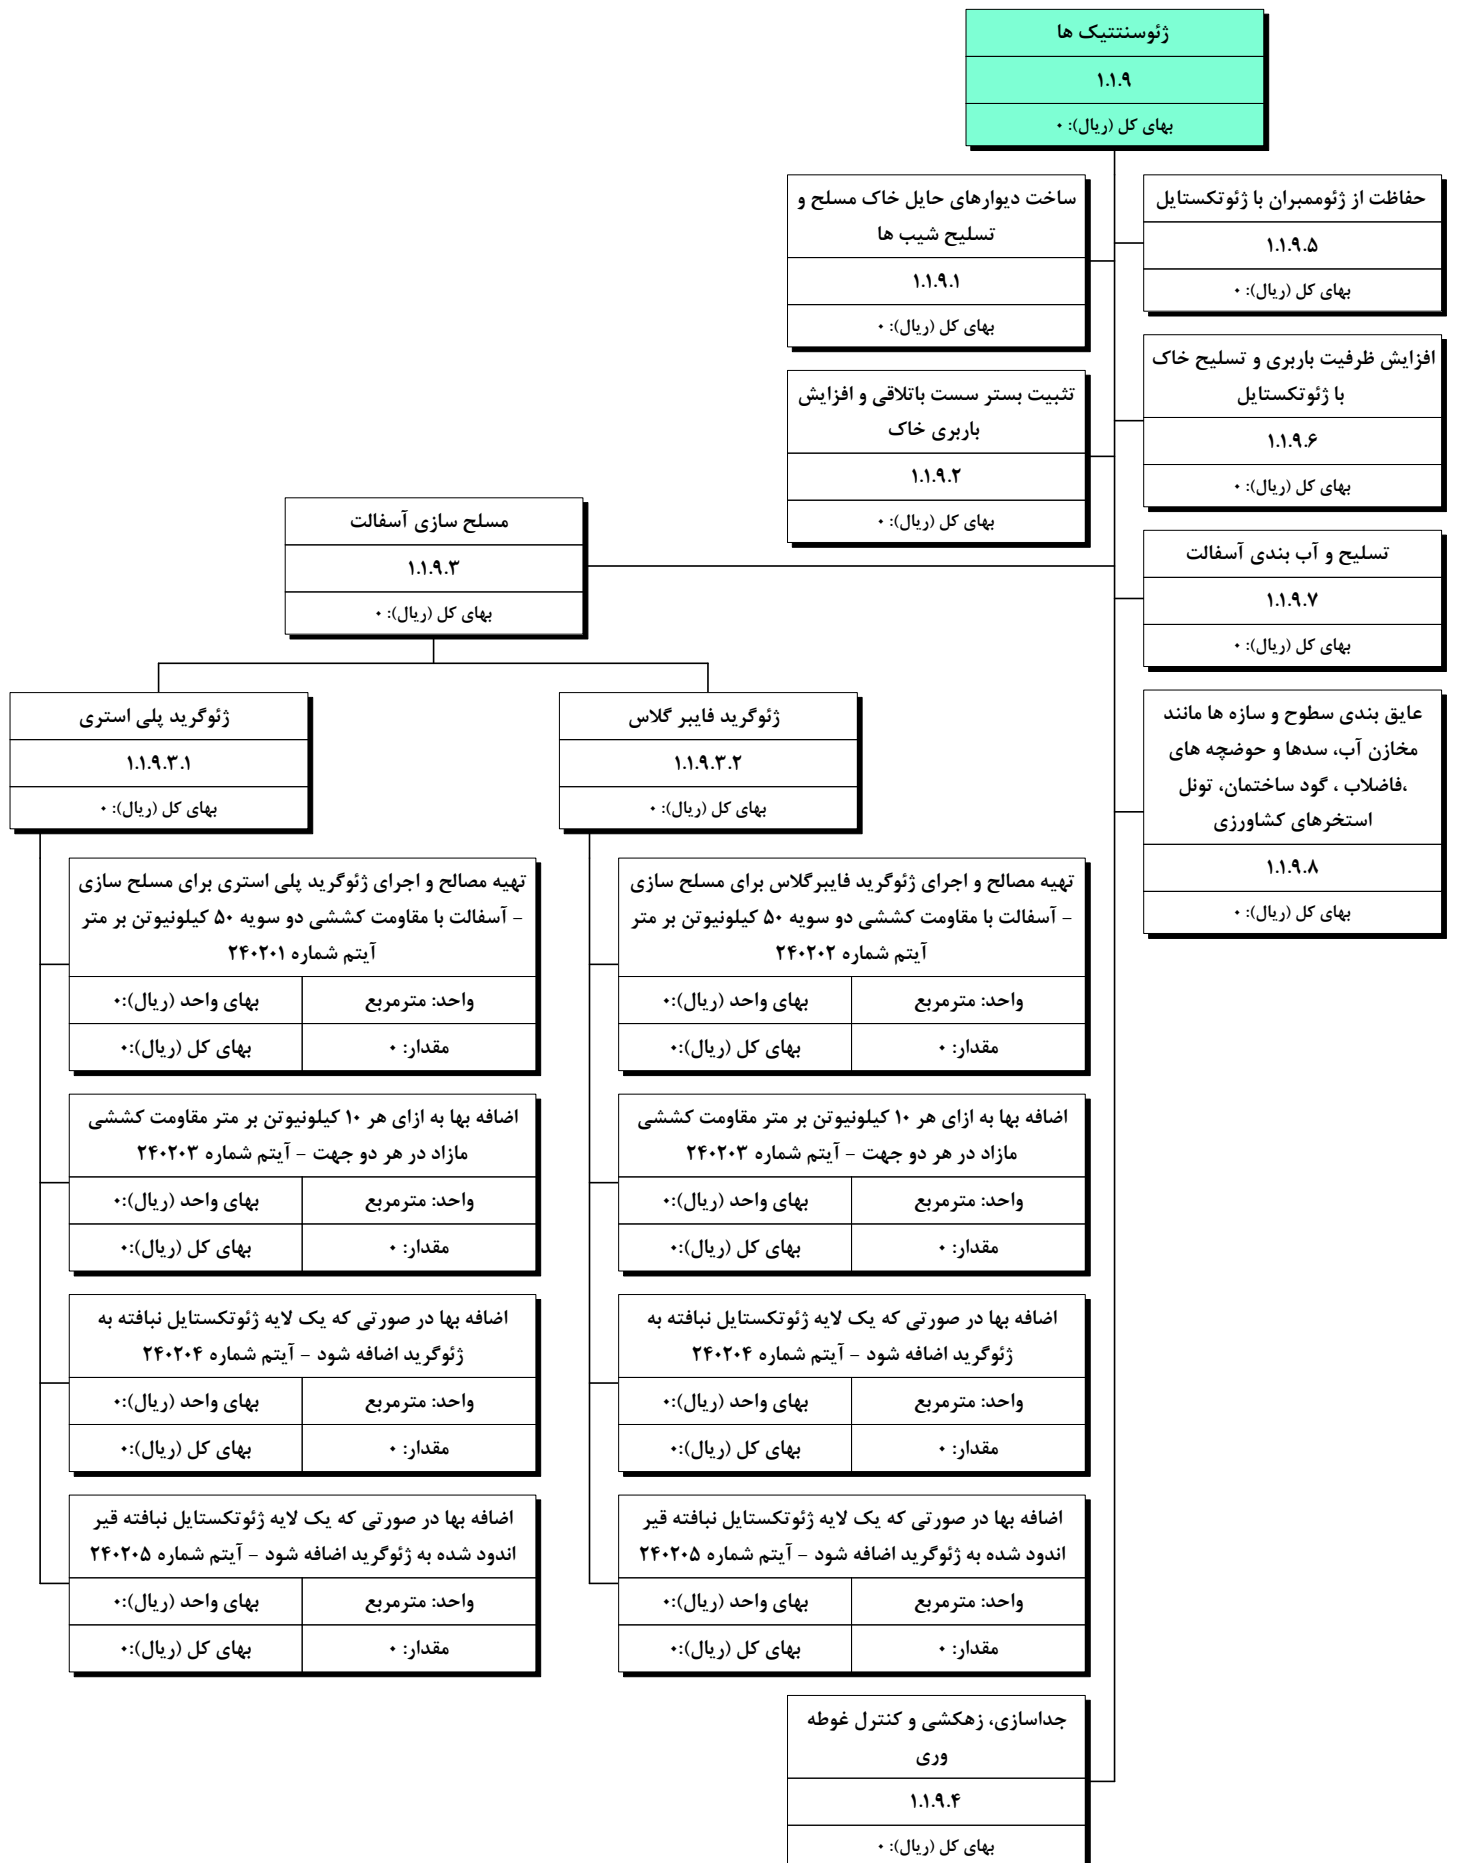 ژئوسنتتیک ها
۱.۱.۹
بهای کل (ریال): ۰
ساخت دیوارهای حایل خاک مسلح و
تسلیح شیب ها
۱.۱.۹.۱
بهای کل (ریال): ۰
حفاظت از ژئوممبران با ژئوتکستایل
۱.۱.۹.۵
بهای کل (ریال): ۰
تثبیت بستر سست باتلاقی و افزایش
باربری خاک
۱.۱.۹.۲
بهای کل (ریال): ۰
افزایش ظرفیت باربری و تسلیح خاک
با ژئوتکستایل
۱.۱.۹.۶
بهای کل (ریال): ۰
مسلح سازی آسفالت
۱.۱.۹.۳
بهای کل (ریال): ۰
تسلیح و آب بندی آسفالت
۱.۱.۹.۷
بهای کل (ریال): ۰
عایق بندی سطوح و سازه ها مانند
مخازن آب، سدها و حوضچه های
،فاضلاب ، گود ساختمان، تونل
استخرهای کشاورزی
۱.۱.۹.۸
بهای کل (ریال): ۰
ژئوگرید پلی استری
۱.۱.۹.۳.۱
بهای کل (ریال): ۰
تهیه مصالح و اجرای ژئوگرید پلی استری برای مسلح سازی
آسفالت با مقاومت کششی دو سویه ۵۰ کیلونیوتن بر متر –
آیتم شماره ۲۴۰۲۰۱
واحد: مترمربع
بهای واحد (ریال):۰
مقدار: ۰
بهای کل (ریال):۰
اضافه بها به ازای هر ۱۰ کیلونیوتن بر متر مقاومت کششی
مازاد در هر دو جهت – آیتم شماره ۲۴۰۲۰۳
واحد: مترمربع
بهای واحد (ریال):۰
مقدار: ۰
بهای کل (ریال):۰
اضافه بها در صورتی که یک لایه ژئوتکستایل نبافته به
ژئوگرید اضافه شود – آیتم شماره ۲۴۰۲۰۴
واحد: مترمربع
بهای واحد (ریال):۰
مقدار: ۰
بهای کل (ریال):۰
اضافه بها در صورتی که یک لایه ژئوتکستایل نبافته قیر
اندود شده به ژئوگرید اضافه شود – آیتم شماره ۲۴۰۲۰۵
واحد: مترمربع
بهای واحد (ریال):۰
مقدار: ۰
بهای کل (ریال):۰
ژئوگرید فایبر گلاس
۱.۱.۹.۳.۲
بهای کل (ریال): ۰
تهیه مصالح و اجرای ژئوگرید فایبرگلاس برای مسلح سازی
آسفالت با مقاومت کششی دو سویه ۵۰ کیلونیوتن بر متر –
آیتم شماره ۲۴۰۲۰۲
واحد: مترمربع
بهای واحد (ریال):۰
مقدار: ۰
بهای کل (ریال):۰
اضافه بها به ازای هر ۱۰ کیلونیوتن بر متر مقاومت کششی
مازاد در هر دو جهت – آیتم شماره ۲۴۰۲۰۳
واحد: مترمربع
بهای واحد (ریال):۰
مقدار: ۰
بهای کل (ریال):۰
اضافه بها در صورتی که یک لایه ژئوتکستایل نبافته به
ژئوگرید اضافه شود – آیتم شماره ۲۴۰۲۰۴
واحد: مترمربع
بهای واحد (ریال):۰
مقدار: ۰
بهای کل (ریال):۰
اضافه بها در صورتی که یک لایه ژئوتکستایل نبافته قیر
اندود شده به ژئوگرید اضافه شود – آیتم شماره ۲۴۰۲۰۵
واحد: مترمربع
بهای واحد (ریال):۰
مقدار: ۰
بهای کل (ریال):۰
جداسازی، زهکشی و کنترل غوطه
وری
۱.۱.۹.۴
بهای کل (ریال): ۰